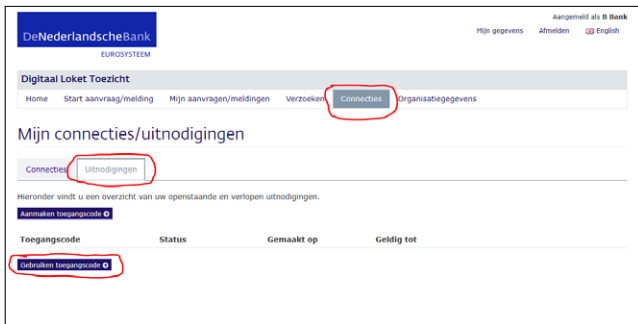 Aangemeld als B Bank
Mijn gegevens Afmelden English
DeNederlandscheBank
EUROSYSTEEM
Digitaal Loket Toezicht
Home Start aanvraag/melding Mijn aanvragen/meldingen Verzoeken Connecties Organisatiegegevens
Mijn connecties/uitnodigingen
Connecties Uitnodigingen
Hieronder vindt u een overzicht van uw openstaande en verlopen uitnodigingen.
Aanmaken toegangscode
Toegangscode Status Gemaakt op Geldig tot
Gebruiken toegangscode